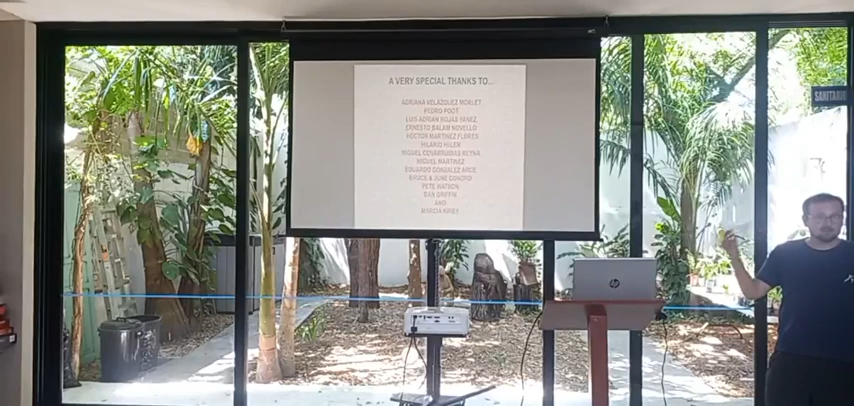 A VERY SPECIAL THANKS TO...
ADRIANA VELAZQUEZ MORLET
PEDRO POOT
LUIS ADRIAN ROJAS YANEZ
ERNESTO BALAM NOVELLO
HECTOR MARTINEZ FLORES
HILARIO HILER
MIGUEL COVARRUBIAS REYNA
MIGUEL MARTINEZ
EDUARDO GONZALEZ ARCE
BRUCE & JUNE CONORD
PETE WATSON
DAN GRIFFIN
AND
MARCIA KIRBY
SANITARIO
hp